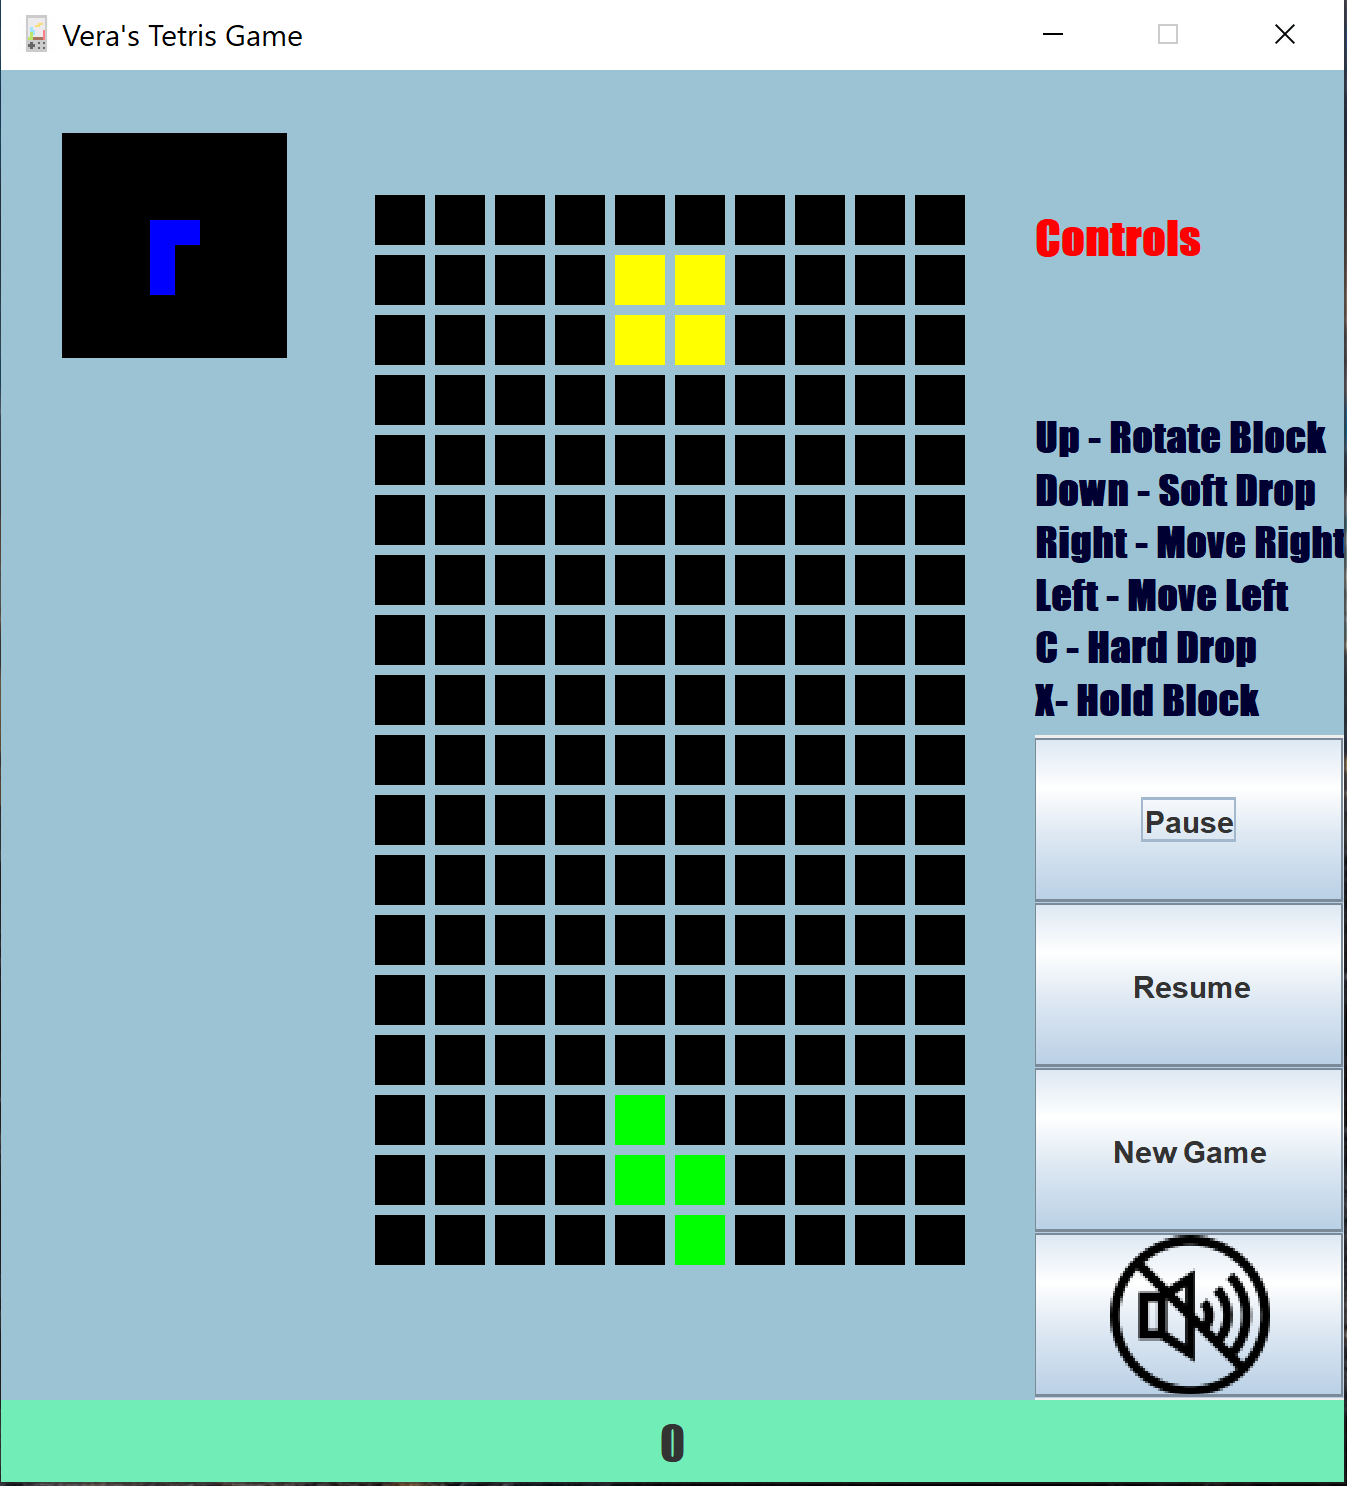 Vera's Tetris Game
Controls
Up - Rotate Block
Down - Soft Drop
Right - Move Right
Left - Move Left
C - Hard Drop
X- Hold Block
Pause
Resume
New Game
0